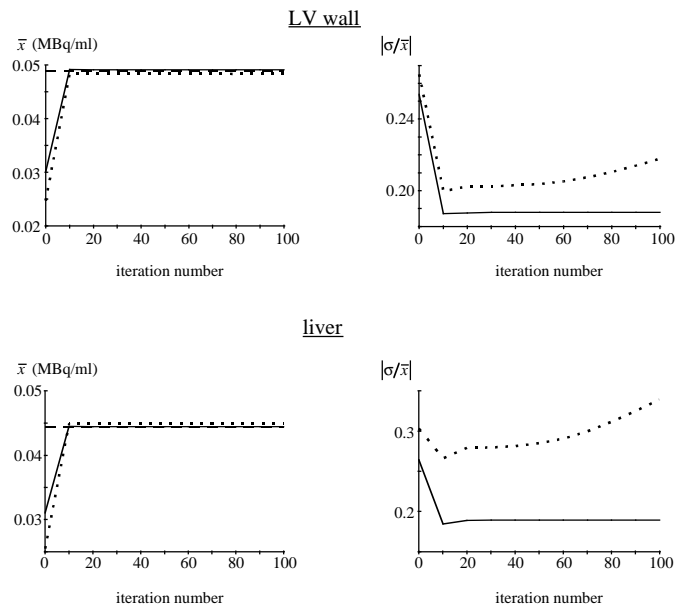 LV wall
x̄ (MBq/ml)
0.05
0.04
0.03
0.02
0 20 40 60 80 100
iteration number
|σ/x̄|
0.24
0.20
0 20 40 60 80 100
iteration number
liver
x̄ (MBq/ml)
0.05
0.04
0.03
0 20 40 60 80 100
iteration number
|σ/x̄|
0.3
0.2
0 20 40 60 80 100
iteration number